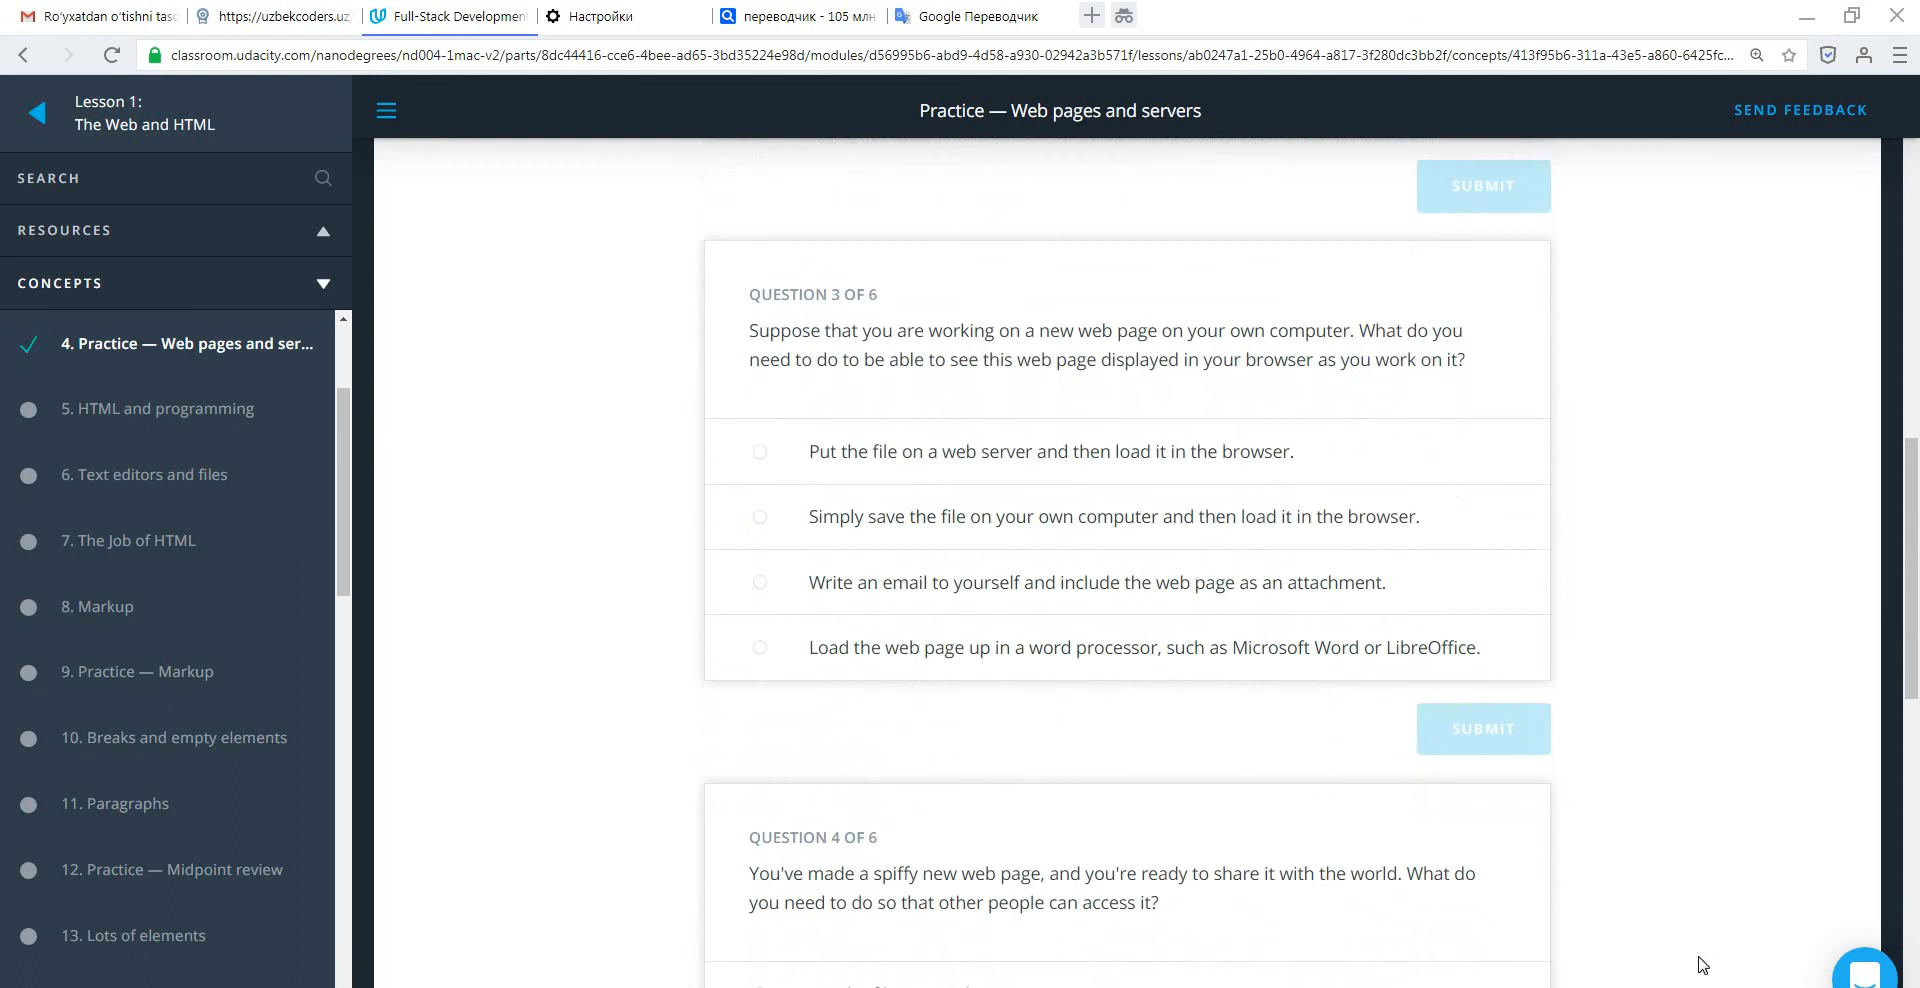 Ro‘yxatdan o‘tishni tasc
https://uzbekcoders.uz/
Full-Stack Development
Настройки
переводчик - 105 млн
Google Переводчик
classroom.udacity.com/nanodegrees/nd004-1mac-v2/parts/8dc44416-cce6-4bee-ad65-3bd35224e98d/modules/d56995b6-abd9-4d58-a930-02942a3b571f/lessons/ab0247a1-25b0-4964-a817-3f280dc3bb2f/concepts/413f95b6-311a-43e5-a860-6425fc...
Lesson 1:
The Web and HTML
Practice — Web pages and servers
SEND FEEDBACK
SEARCH
RESOURCES
CONCEPTS
4. Practice — Web pages and ser...
5. HTML and programming
6. Text editors and files
7. The Job of HTML
8. Markup
9. Practice — Markup
10. Breaks and empty elements
11. Paragraphs
12. Practice — Midpoint review
13. Lots of elements
SUBMIT
QUESTION 3 OF 6
Suppose that you are working on a new web page on your own computer. What do you
need to do to be able to see this web page displayed in your browser as you work on it?
Put the file on a web server and then load it in the browser.
Simply save the file on your own computer and then load it in the browser.
Write an email to yourself and include the web page as an attachment.
Load the web page up in a word processor, such as Microsoft Word or LibreOffice.
SUBMIT
QUESTION 4 OF 6
You've made a spiffy new web page, and you're ready to share it with the world. What do
you need to do so that other people can access it?